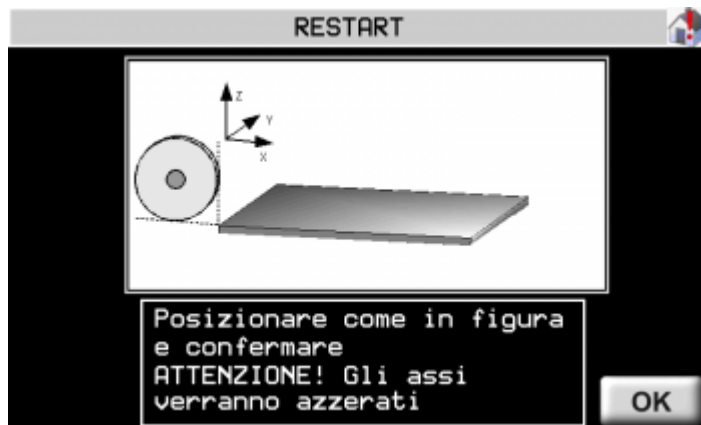 RESTART
Z
Y
X
Posizionare come in figura
e confermare
ATTENZIONE! Gli assi
verranno azzerati
OK